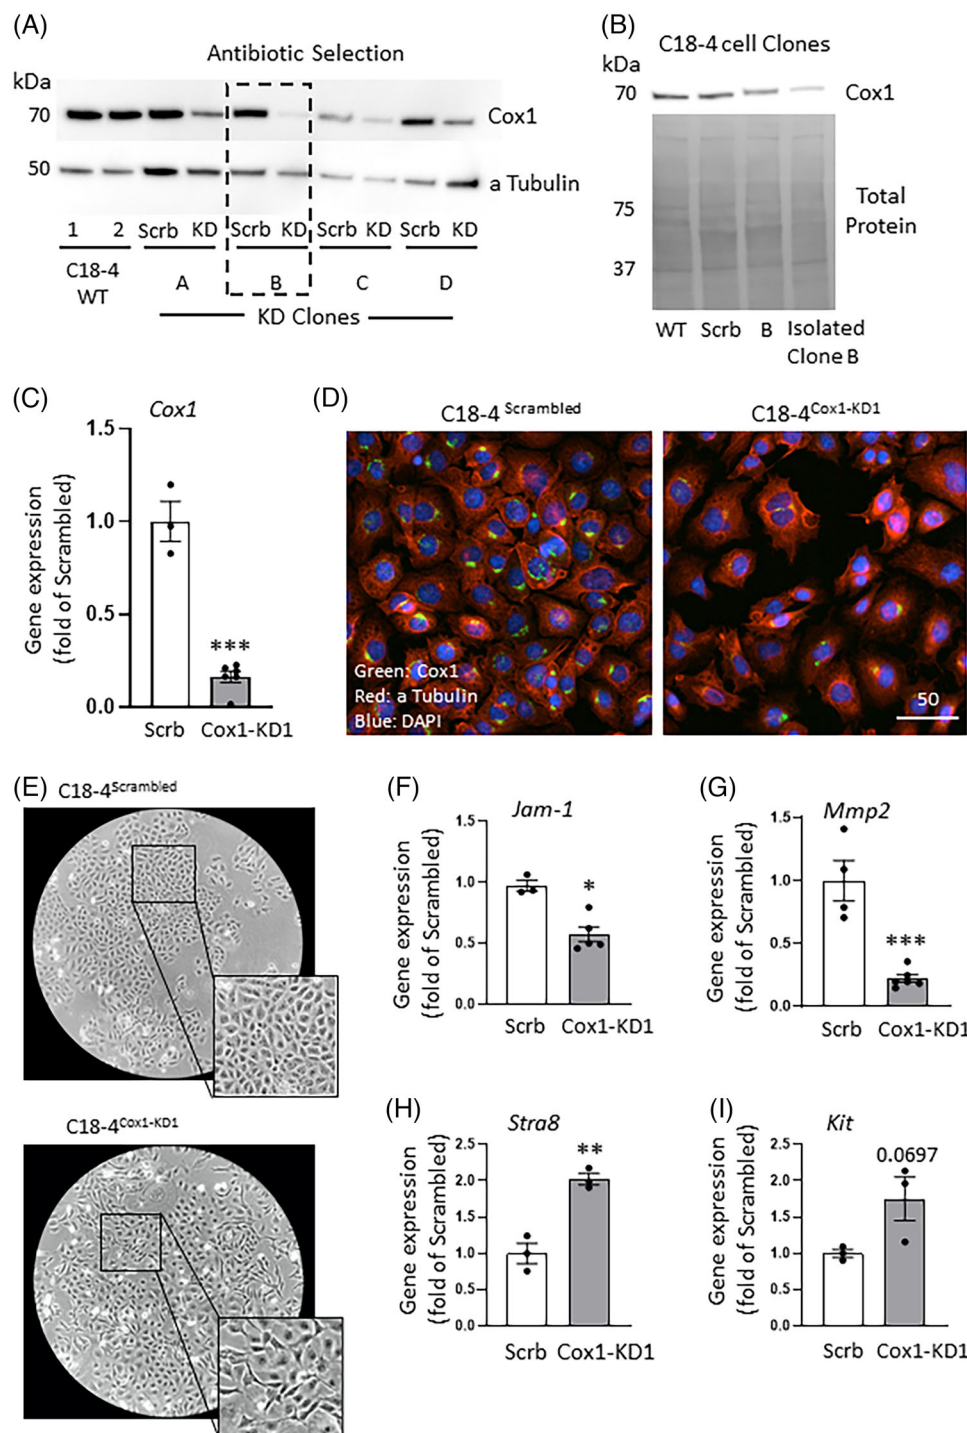 (A)
Antibiotic Selection
kDa
70
Cox1
50
a Tubulin
1 2 Scrb KD Scrb KD Scrb KD Scrb KD
C18-4
WT
A B C D
KD Clones
(B)
C18-4 cell Clones
kDa
70
Cox1
75
37
Total
Protein
WT Scrb B Isolated
Clone B
(C)
Cox1
Gene expression
(fold of Scrambled)
1.5
1.0
0.5
0.0
***
Scrb Cox1-KD1
(D)
C18-4 Scrambled
C18-4 Cox1-KD1
Green: Cox1
Red: a Tubulin
Blue: DAPI
50
(E)
C18-4 Scrambled
C18-4 Cox1-KD1
(F)
Jam-1
Gene expression
(fold of Scrambled)
1.5
1.0
0.5
0.0
*
Scrb Cox1-KD1
(G)
Mmp2
Gene expression
(fold of Scrambled)
1.5
1.0
0.5
0.0
***
Scrb Cox1-KD1
(H)
Stra8
Gene expression
(fold of Scrambled)
2.5
2.0
1.5
1.0
0.5
0.0
**
Scrb Cox1-KD1
(I)
Kit
Gene expression
(fold of Scrambled)
2.5
2.0
1.5
1.0
0.5
0.0
0.0697
Scrb Cox1-KD1